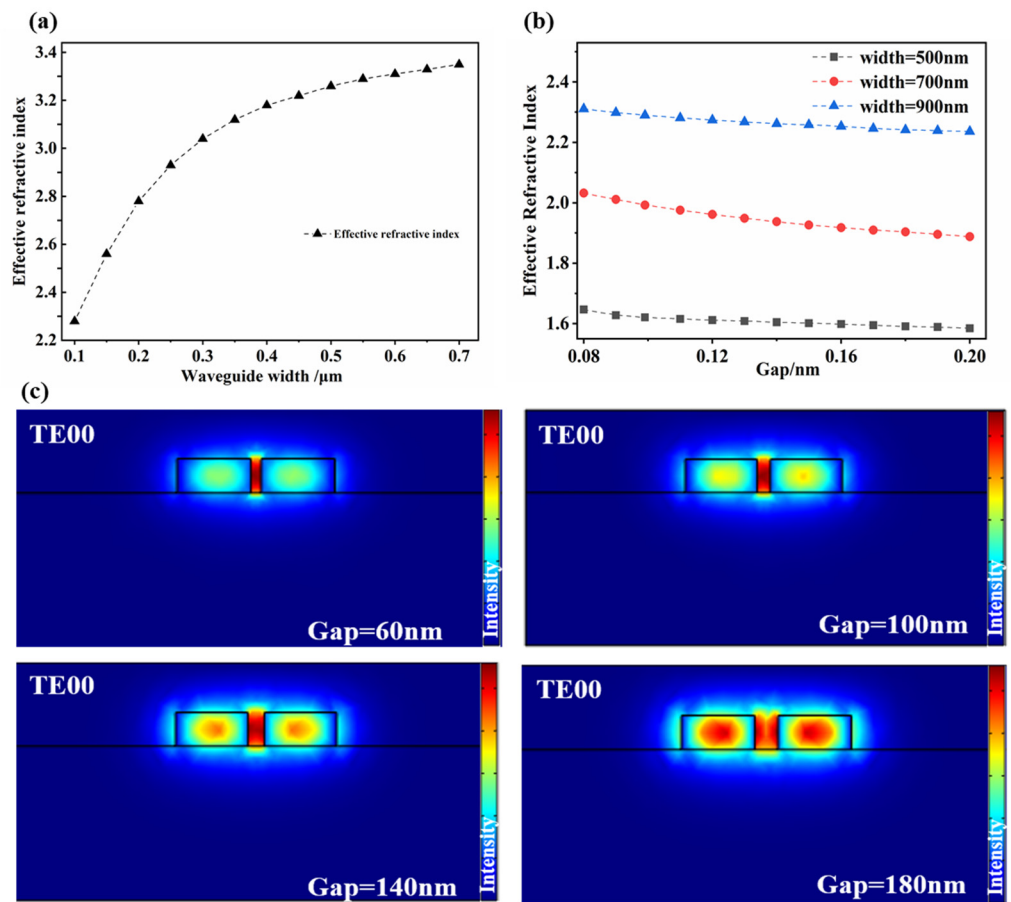 (a)
3.4
3.2
3.0
2.8
2.6
2.4
2.2
Effective refractive index
Effective refractive index
0.1 0.2 0.3 0.4 0.5 0.6 0.7
Waveguide width /μm
(b)
width=500nm
width=700nm
width=900nm
2.4
2.2
2.0
1.8
1.6
Effective Refractive Index
0.08 0.12 0.16 0.20
Gap/nm
(c)
TE00
Gap=60nm
Intensity
TE00
Gap=100nm
Intensity
TE00
Gap=140nm
Intensity
TE00
Gap=180nm
Intensity